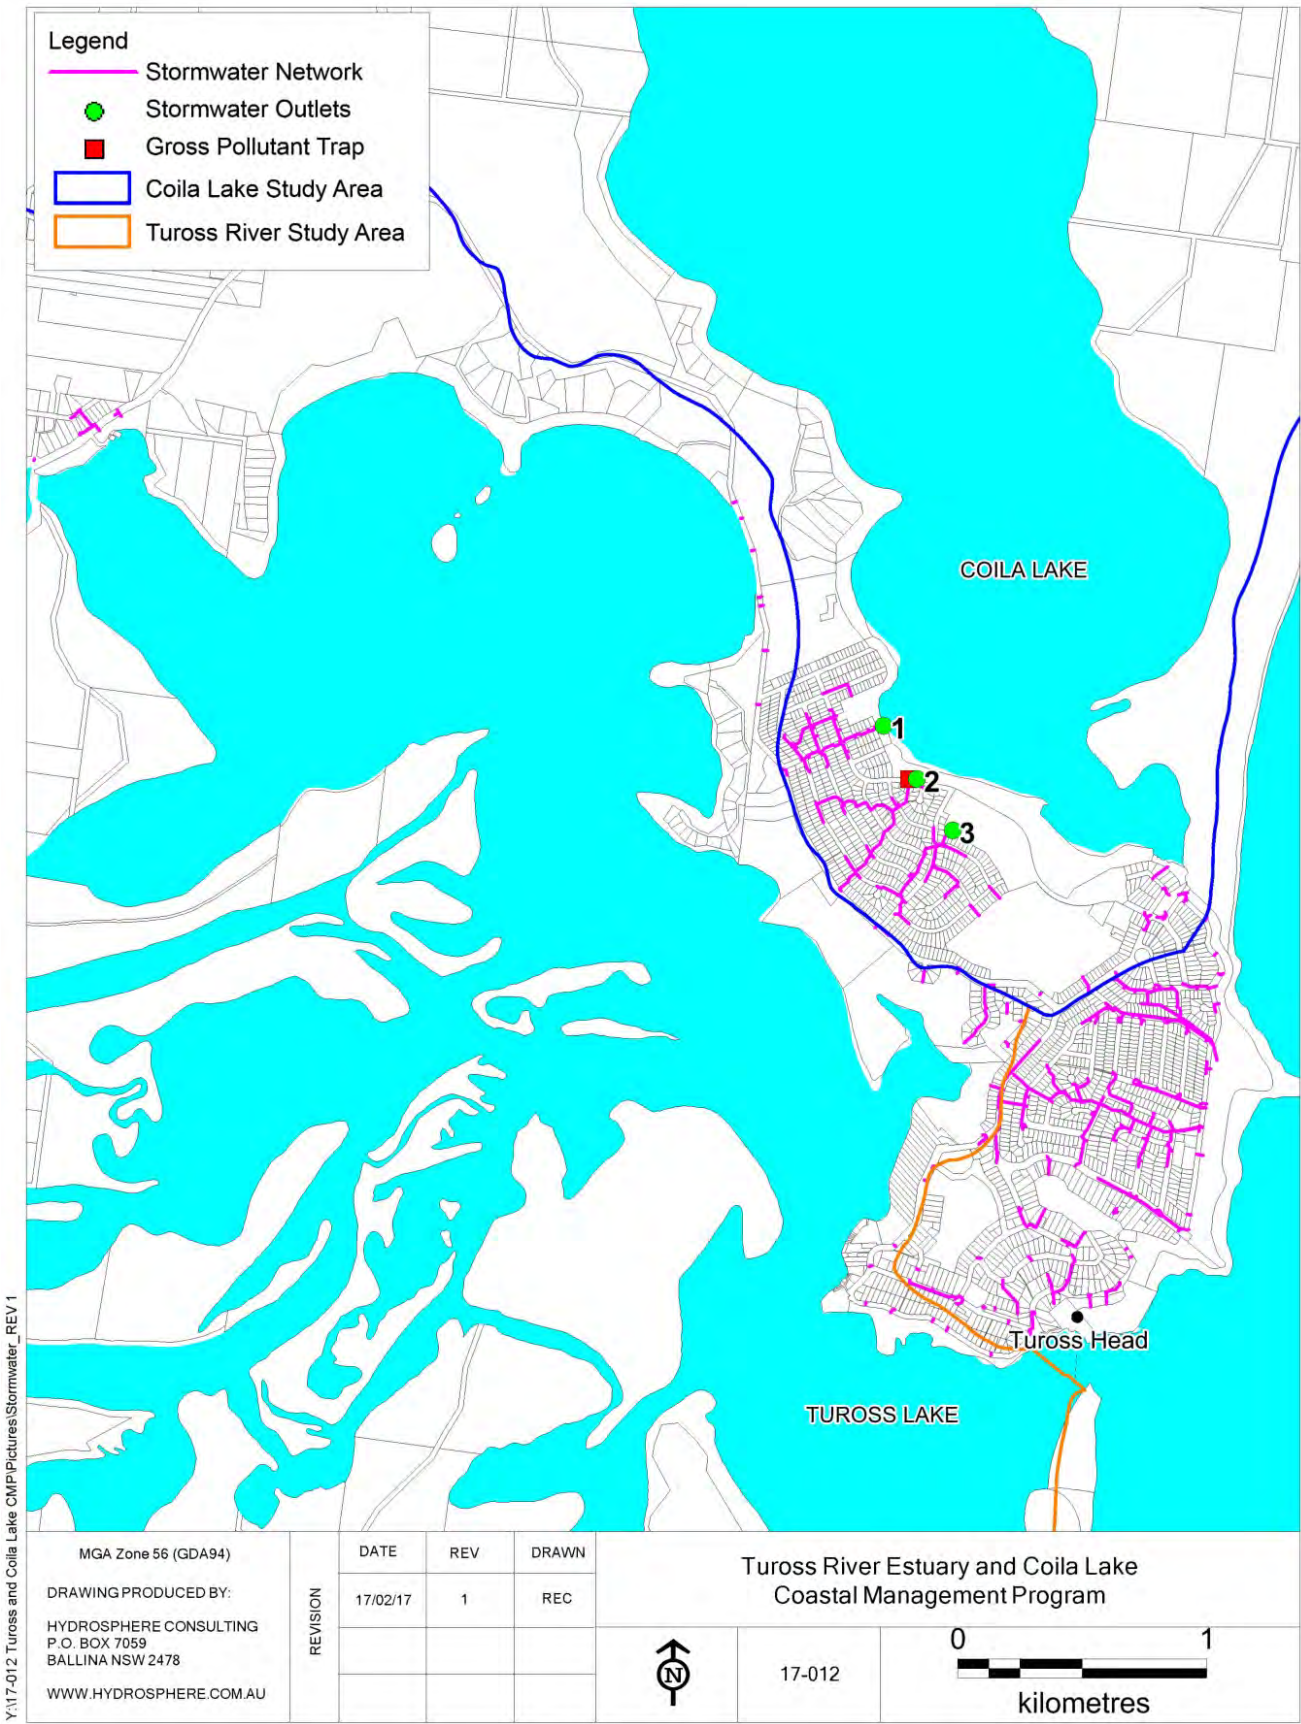 Legend
Stormwater Network
Stormwater Outlets
Gross Pollutant Trap
Coila Lake Study Area
Tuross River Study Area
COILA LAKE
1
2
3
Tuross Head
TUROSS LAKE
Y:\17-012 Tuross and Coila Lake CMP\Pictures\Stormwater_REV 1
MGA Zone 56 (GDA94)
DRAWING PRODUCED BY:
HYDROSPHERE CONSULTING
P.O. BOX 7059
BALLINA NSW 2478
WWW.HYDROSPHERE.COM.AU
REVISION
DATE REV DRAWN
17/02/17 1 REC
Tuross River Estuary and Coila Lake
Coastal Management Program
N
17-012
0 1
kilometres